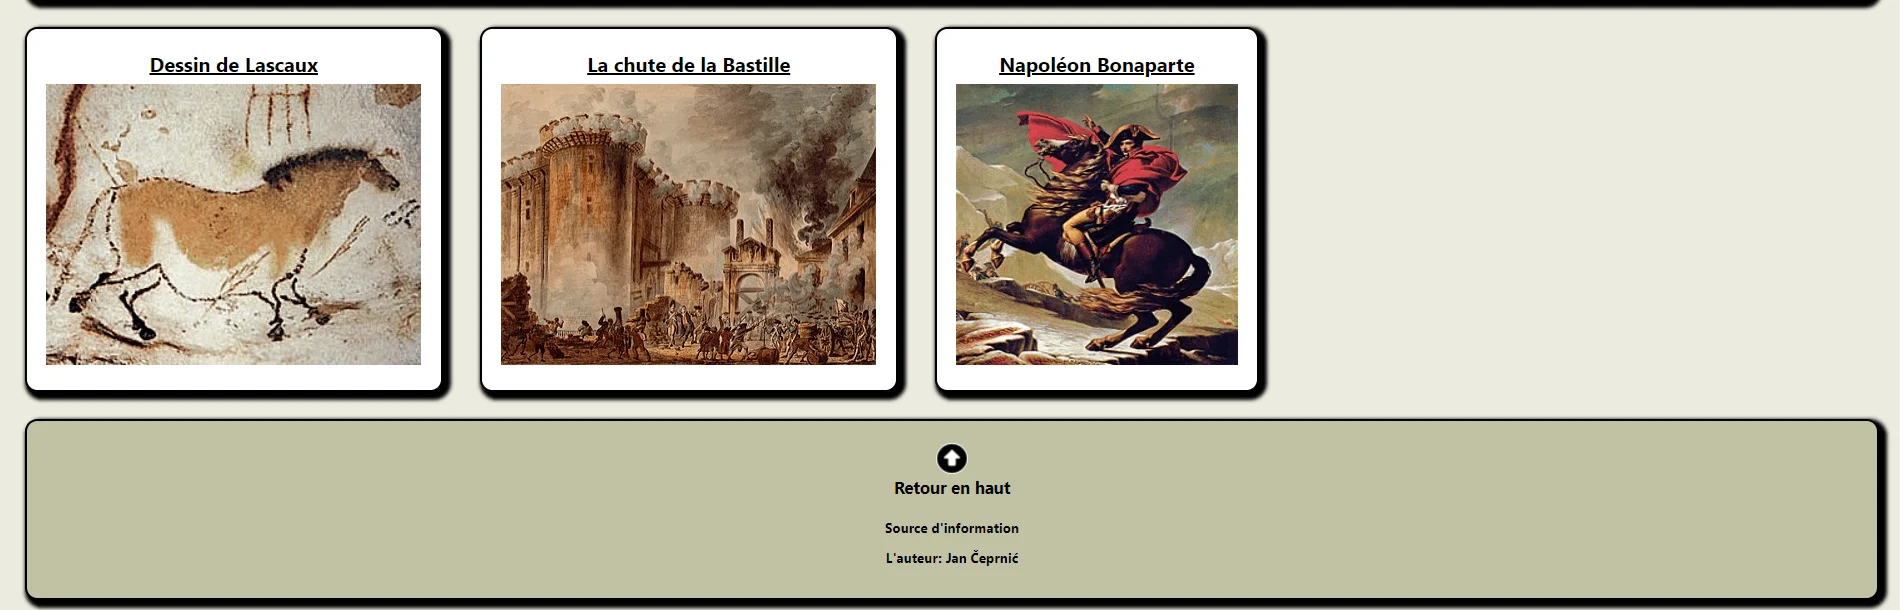 Dessin de Lascaux
La chute de la Bastille
Napoléon Bonaparte
Retour en haut
Source d'information
L'auteur: Jan Čeprnić